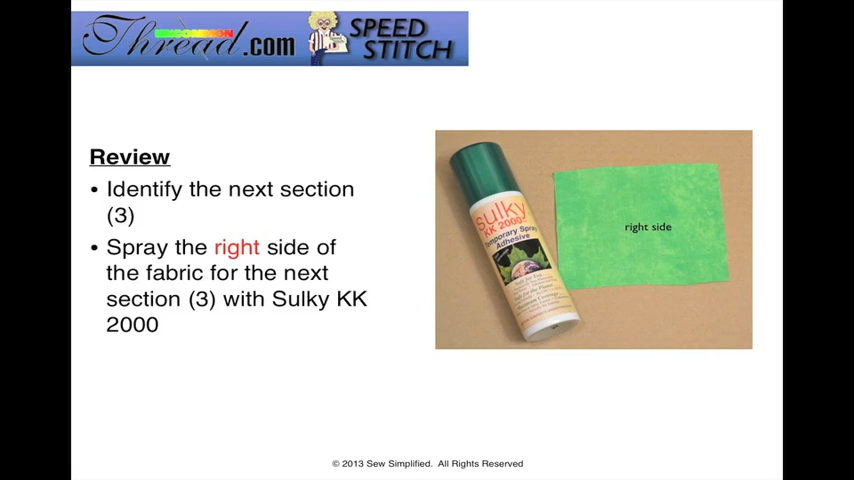 UNCOMMON
Thread.com
SPEED
STITCH
Review
• Identify the next section
(3)
• Spray the right side of
the fabric for the next
section (3) with Sulky KK
2000
sulky
KK 2000
Temporary Spray
Adhesive
right side
© 2013 Sew Simplified. All Rights Reserved